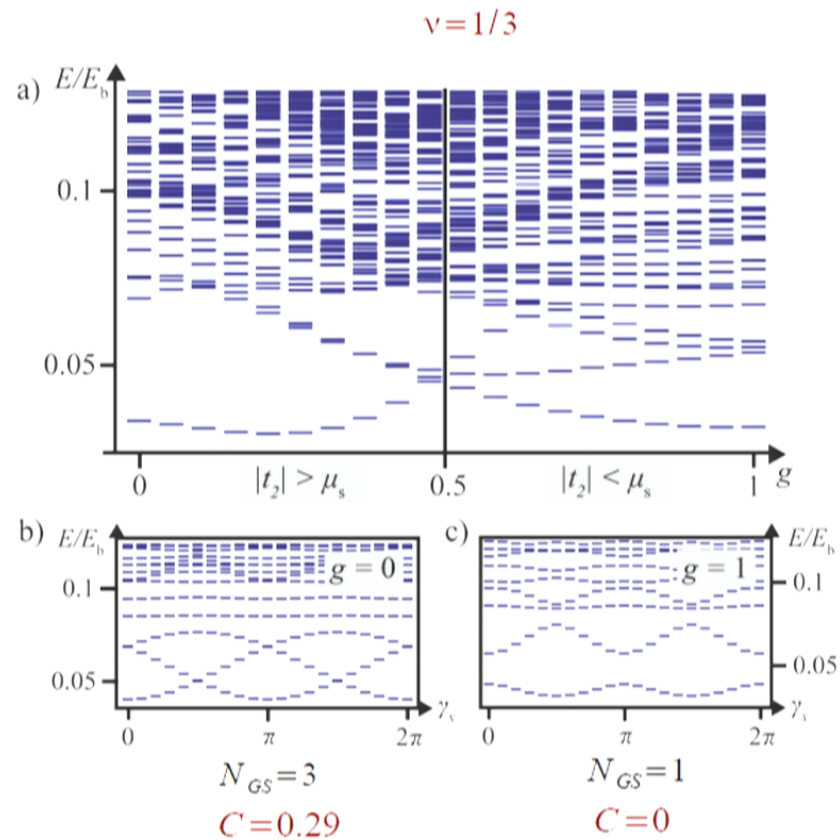 ν=1/3
a) E/E_b
0.1
0.05
0 |t_2| > μ_s 0.5 |t_2| < μ_s 1 g
b) E/E_b
g = 0
0.1
0.05
0 π 2π γ_x
N_GS=3
C=0.29
c) E/E_b
g = 1
0.1
0.05
0 π 2π γ_x
N_GS=1
C=0